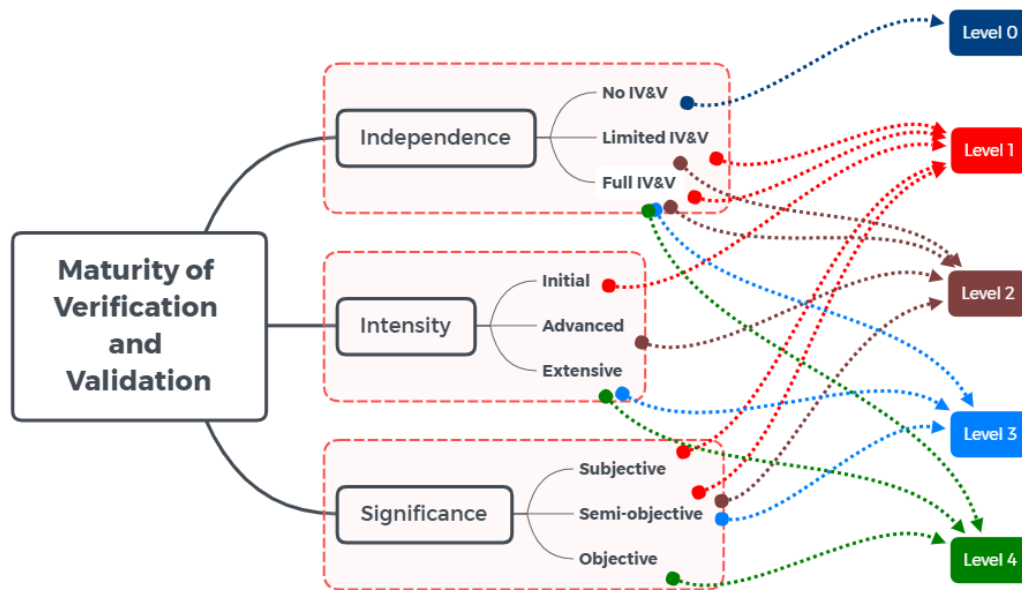 Maturity of
Verification
and
Validation
Independence
No IV&V
Limited IV&V
Full IV&V
Intensity
Initial
Advanced
Extensive
Significance
Subjective
Semi-objective
Objective
Level 0
Level 1
Level 2
Level 3
Level 4